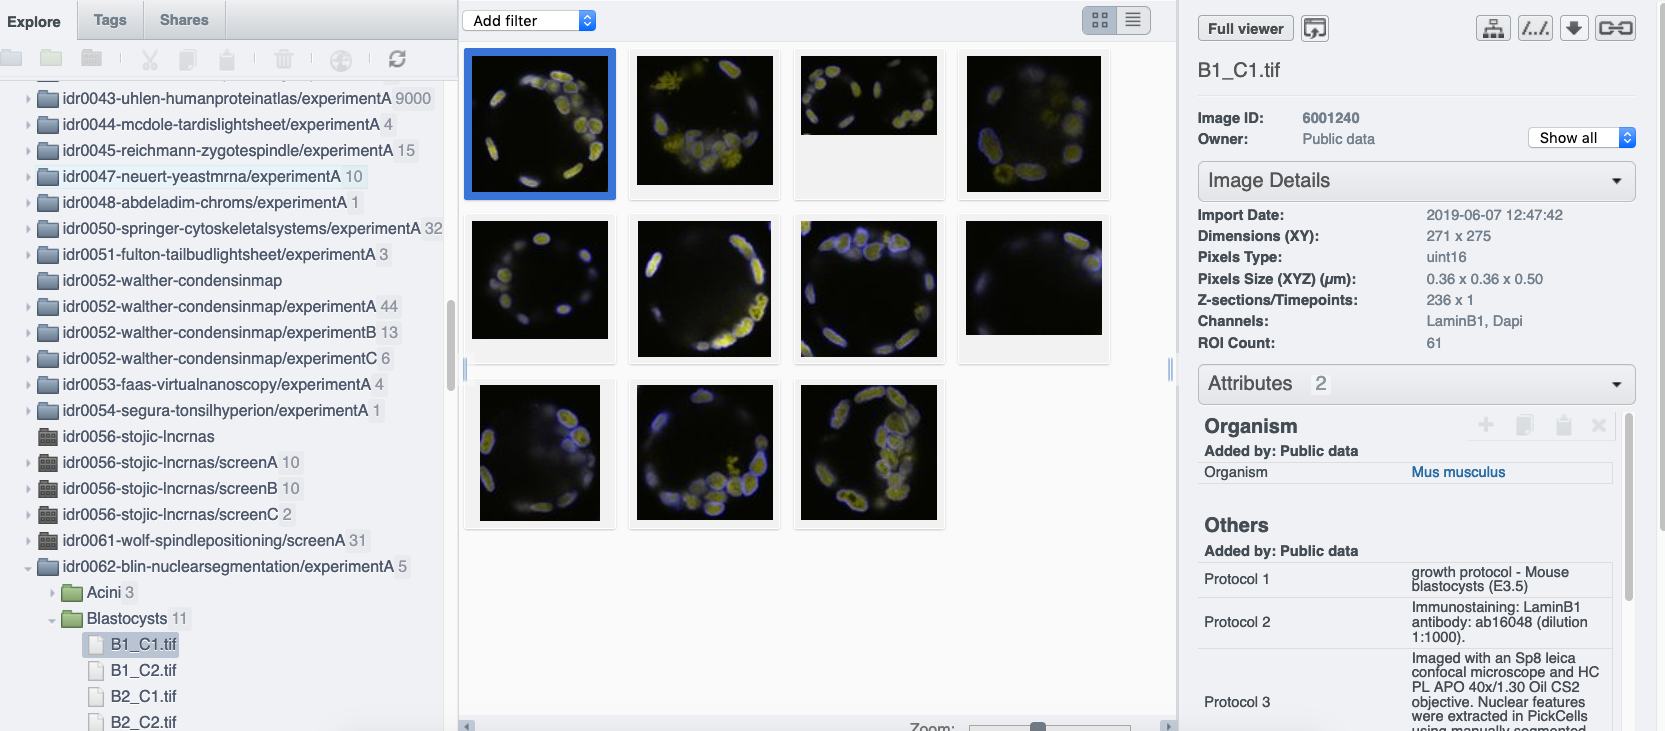 Explore
Tags
Shares
idr0043-uhlen-humanproteinatlas/experimentA 9000
idr0044-mcdole-tardislightsheet/experimentA 4
idr0045-reichmann-zygotespindle/experimentA 15
idr0047-neuert-yeastmrna/experimentA 10
idr0048-abdeladim-chroms/experimentA 1
idr0050-springer-cytoskeletalsystems/experimentA 32
idr0051-fulton-tailbudlightsheet/experimentA 3
idr0052-walther-condensinmap
idr0052-walther-condensinmap/experimentA 44
idr0052-walther-condensinmap/experimentB 13
idr0052-walther-condensinmap/experimentC 6
idr0053-faas-virtualnanoscopy/experimentA 4
idr0054-segura-tonsilhyperion/experimentA 1
idr0056-stojic-lncrnas
idr0056-stojic-lncrnas/screenA 10
idr0056-stojic-lncrnas/screenB 10
idr0056-stojic-lncrnas/screenC 2
idr0061-wolf-spindlepositioning/screenA 31
idr0062-blin-nuclearsegmentation/experimentA 5
Acini 3
Blastocysts 11
B1_C1.tif
B1_C2.tif
B2_C1.tif
B2_C2.tif
Add filter
Zoom:
Full viewer
/.../
B1_C1.tif
Image ID: 6001240
Owner: Public data
Show all
Image Details
Import Date: 2019-06-07 12:47:42
Dimensions (XY): 271 x 275
Pixels Type: uint16
Pixels Size (XYZ) (µm): 0.36 x 0.36 x 0.50
Z-sections/Timepoints: 236 x 1
Channels: LaminB1, Dapi
ROI Count: 61
Attributes 2
Organism
Added by: Public data
Organism Mus musculus
Others
Added by: Public data
Protocol 1 growth protocol - Mouse
blastocysts (E3.5)
Protocol 2 Immunostaining: LaminB1
antibody: ab16048 (dilution
1:1000).
Protocol 3 Imaged with an Sp8 leica
confocal microscope and HC
PL APO 40x/1.30 Oil CS2
objective. Nuclear features
were extracted in PickCells
using manually segmented